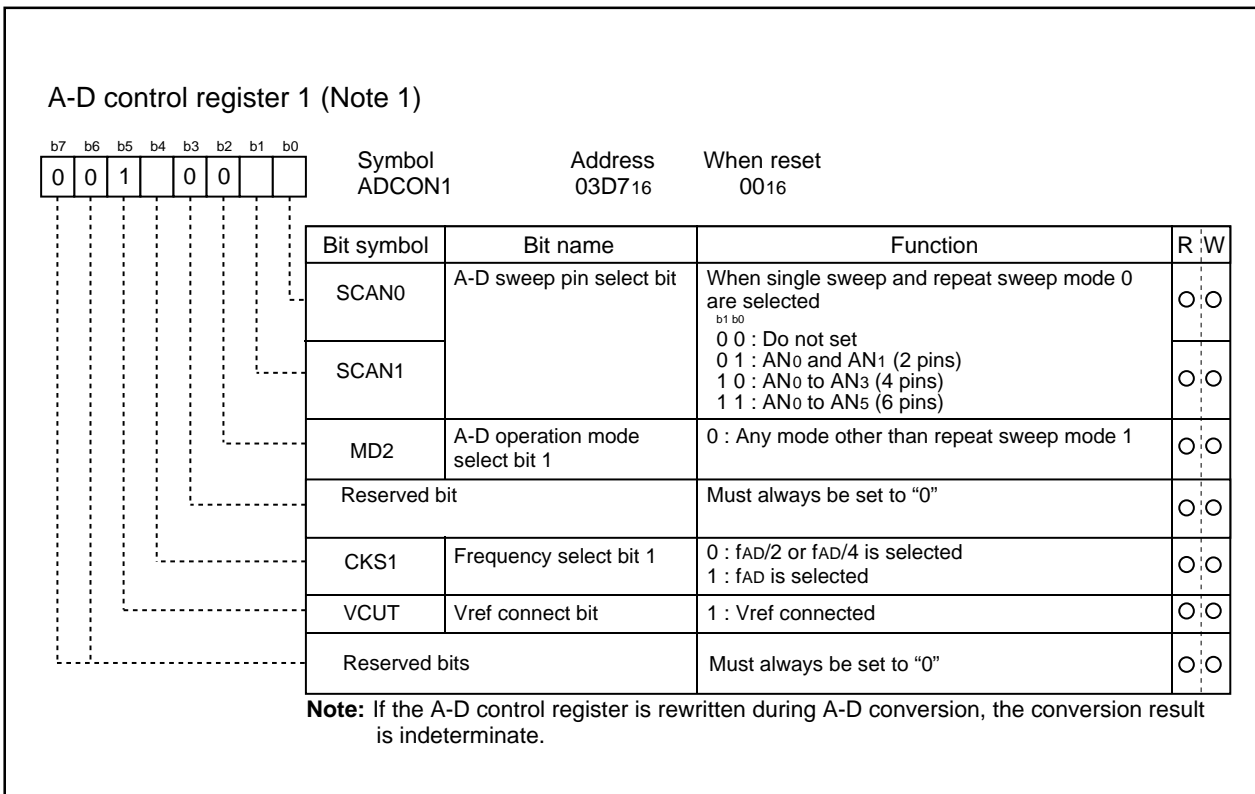 A-D control register 1 (Note 1)
b7 b6 b5 b4 b3 b2 b1 b0
0 0 1 0 0
Symbol Address When reset
ADCON1 03D716 0016
Bit symbol Bit name Function R W
SCAN0 A-D sweep pin select bit When single sweep and repeat sweep mode 0
are selected
b1 b0
0 0 : Do not set
0 1 : AN0 and AN1 (2 pins)
1 0 : AN0 to AN3 (4 pins)
1 1 : AN0 to AN5 (6 pins)
SCAN1
MD2 A-D operation mode
select bit 1 0 : Any mode other than repeat sweep mode 1
Reserved bit Must always be set to “0”
CKS1 Frequency select bit 1 0 : fAD/2 or fAD/4 is selected
1 : fAD is selected
VCUT Vref connect bit 1 : Vref connected
Reserved bits Must always be set to “0”
Note: If the A-D control register is rewritten during A-D conversion, the conversion result
is indeterminate.